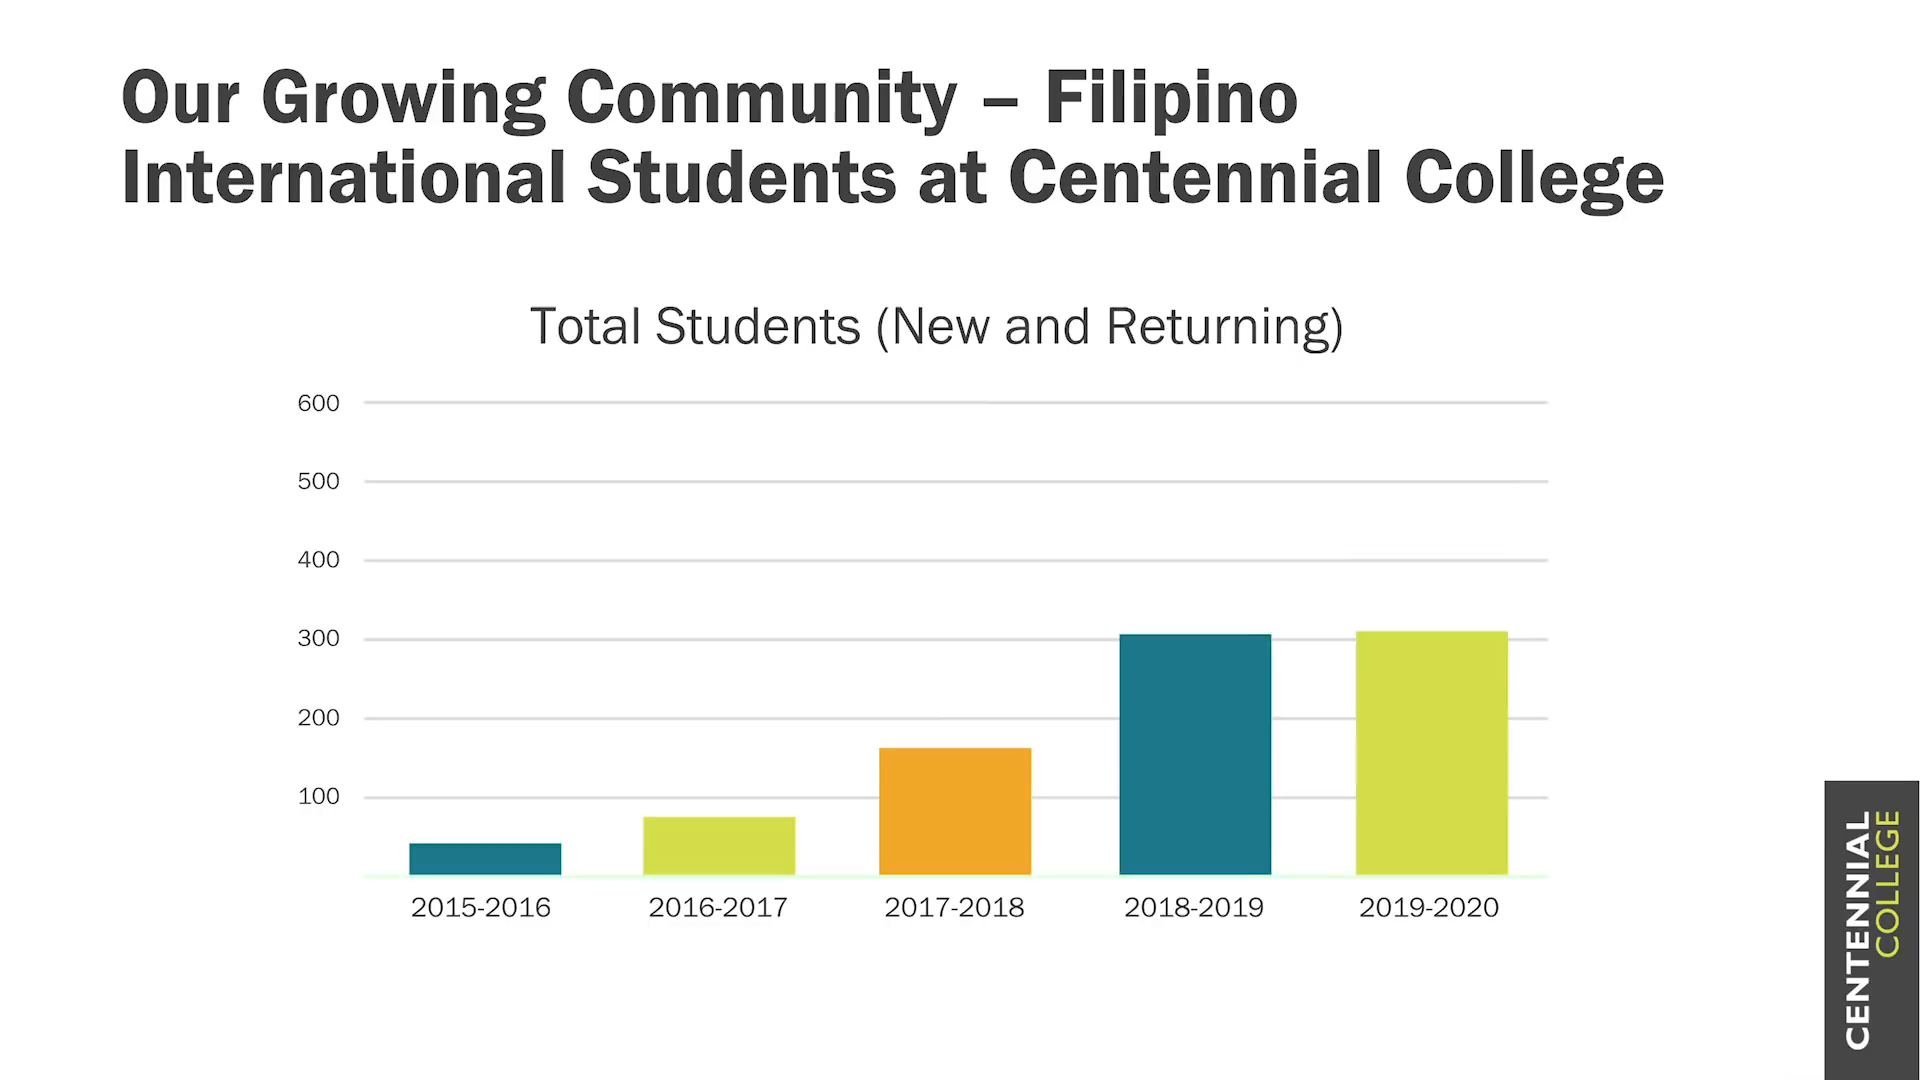 Our Growing Community – Filipino
International Students at Centennial College
Total Students (New and Returning)
600
500
400
300
200
100
2015-2016
2016-2017
2017-2018
2018-2019
2019-2020
CENTENNIAL
COLLEGE